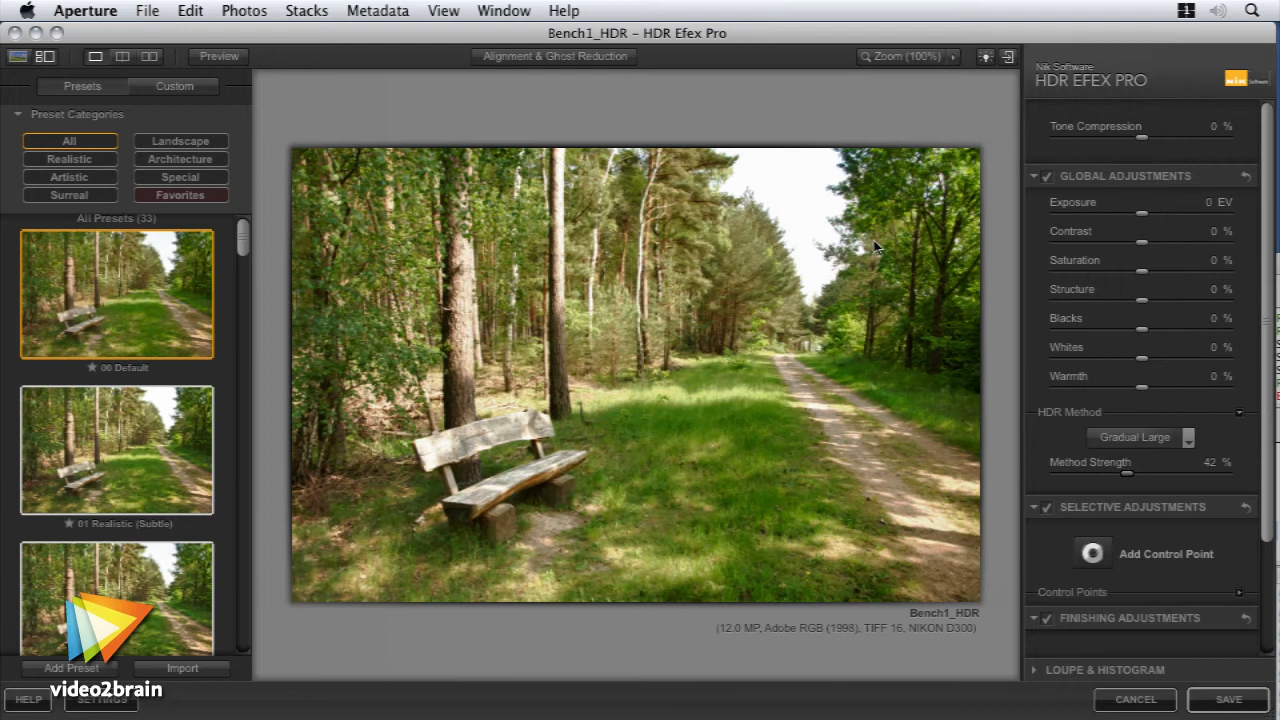 Aperture File Edit Photos Stacks Metadata View Window Help 1
Bench1_HDR – HDR Efex Pro
Preview Alignment & Ghost Reduction Zoom (100%)
Presets Custom
Preset Categories
All Landscape
Realistic Architecture
Artistic Special
Surreal Favorites
All Presets (33)
★ 00 Default
★ 01 Realistic (Subtle)
Add Preset Import
video2brain
HELP SETTINGS
Bench1_HDR
(12.0 MP, Adobe RGB (1998), TIFF 16, NIKON D300)
Nik Software
HDR EFEX PRO
Nik Software
Tone Compression 0 %
GLOBAL ADJUSTMENTS
Exposure 0 EV
Contrast 0 %
Saturation 0 %
Structure 0 %
Blacks 0 %
Whites 0 %
Warmth 0 %
HDR Method
Gradual Large
Method Strength 42 %
SELECTIVE ADJUSTMENTS
Add Control Point
Control Points
FINISHING ADJUSTMENTS
LOUPE & HISTOGRAM
CANCEL SAVE